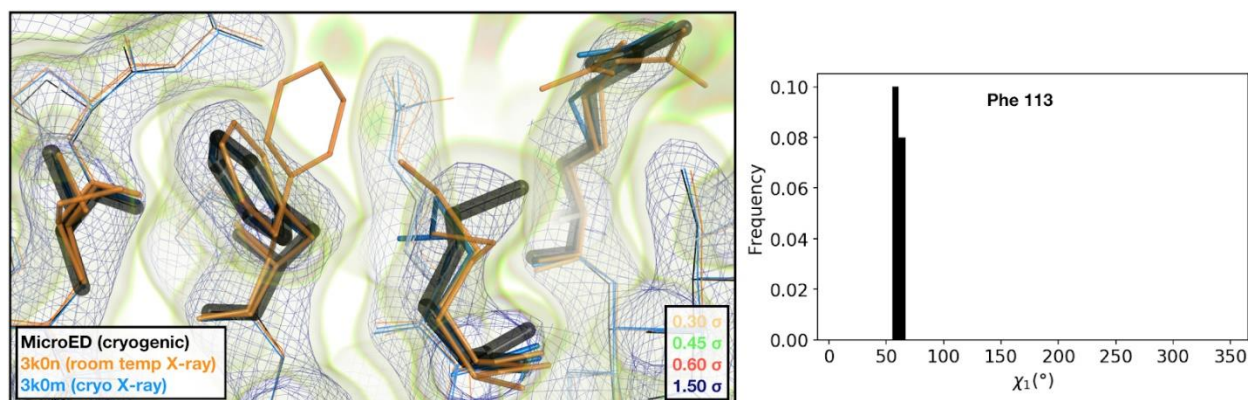 MicroED (cryogenic)
3k0n (room temp X-ray)
3k0m (cryo X-ray)
0.30 σ
0.45 σ
0.60 σ
1.50 σ
Phe 113
Frequency
0.10
0.08
0.06
0.04
0.02
0.00
0 50 100 150 200 250 300 350
χ₁(°)